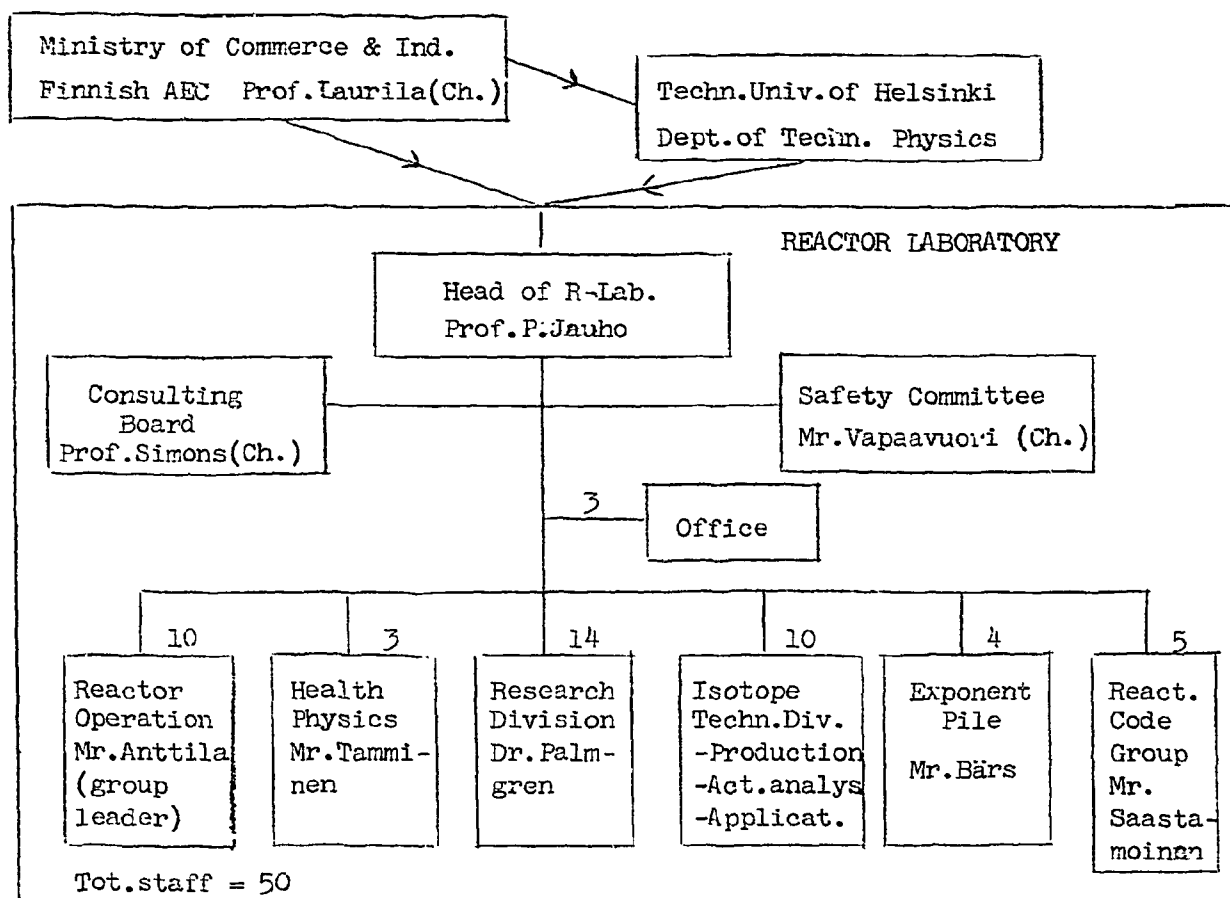 Ministry of Commerce & Ind.
Finnish AEC Prof.Laurila(Ch.)
Techn.Univ.of Helsinki
Dept.of Techn. Physics
REACTOR LABORATORY
Head of R-Lab.
Prof.P.Jauho
Consulting
Board
Prof.Simons(Ch.)
Safety Committee
Mr.Vapaavuori (Ch.)
3
Office
10
Reactor
Operation
Mr.Anttila
(group
leader)
3
Health
Physics
Mr.Tammi-
nen
14
Research
Division
Dr.Palm-
gren
10
Isotope
Techn.Div.
-Production
-Act.analys
-Applicat.
4
Exponent
Pile
Mr.Bärs
5
React.
Code
Group
Mr.
Saasta-
moinen
Tot.staff = 50